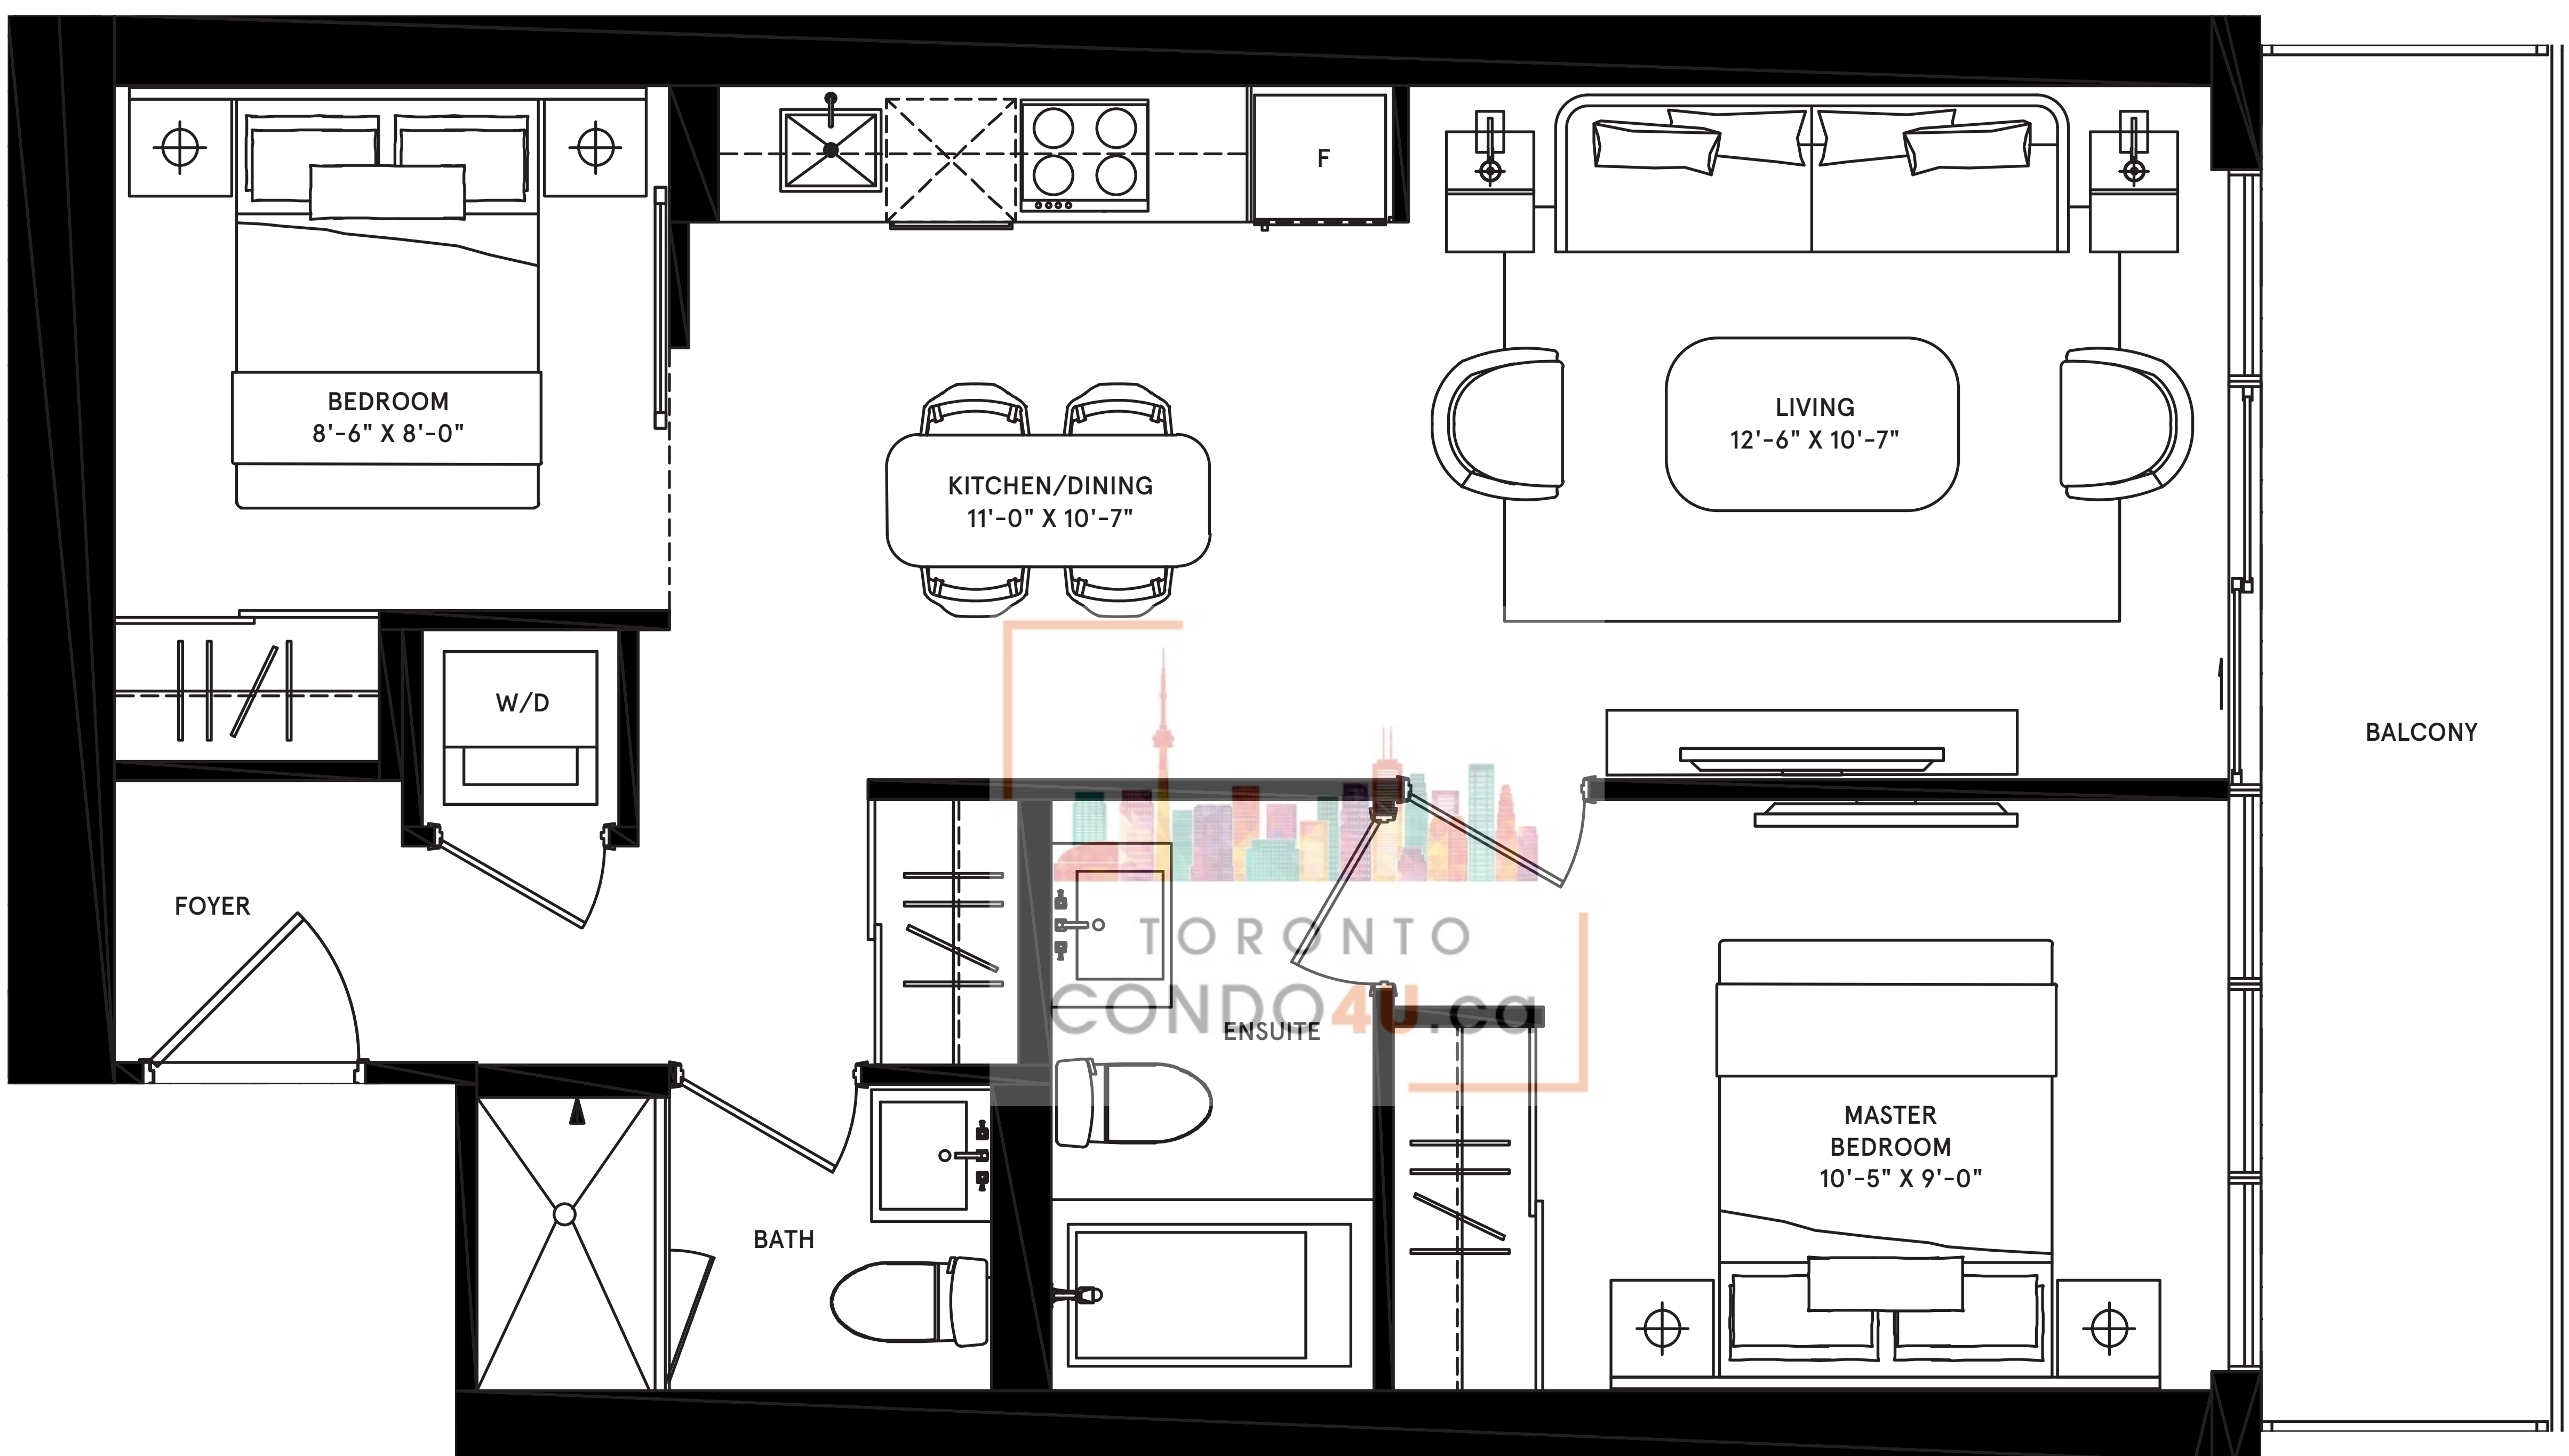 F
BEDROOM
8'-6" X 8'-0"
LIVING
12'-6" X 10'-7"
KITCHEN/DINING
11'-0" X 10'-7"
W/D
BALCONY
FOYER
TORONTO
CONDO4U.ca
ENSUITE
MASTER
BEDROOM
10'-5" X 9'-0"
BATH